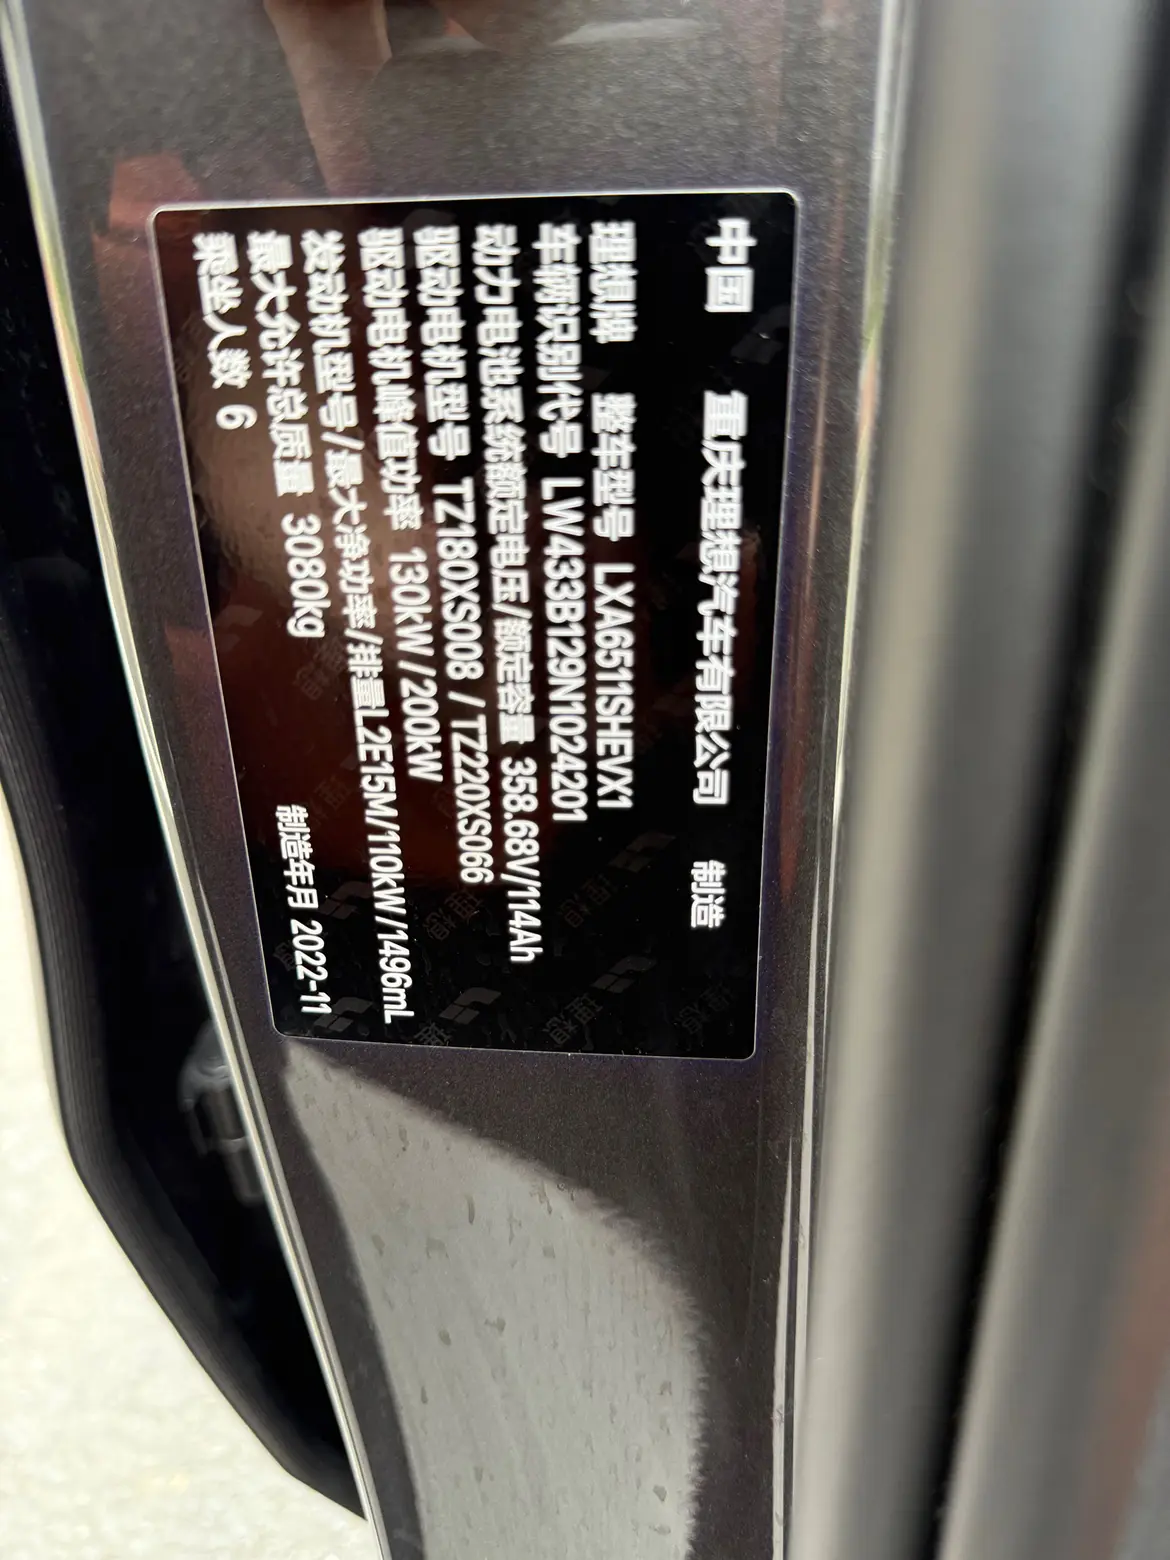 中国 重庆理想汽车有限公司 制造
理想牌 整车型号 LXA6511SHEVX1
车辆识别代号 LW433B129N1024201
动力电池系统额定电压/额定容量 358.68V/114Ah
驱动电机型号 TZ180XS008 / TZ220XS066
驱动电机峰值功率 130kW/200kW
发动机型号/最大净功率/排量L2E15M/110kW/1496mL
最大允许总质量 3080kg
乘坐人数 6 制造年月 2022-11
理想